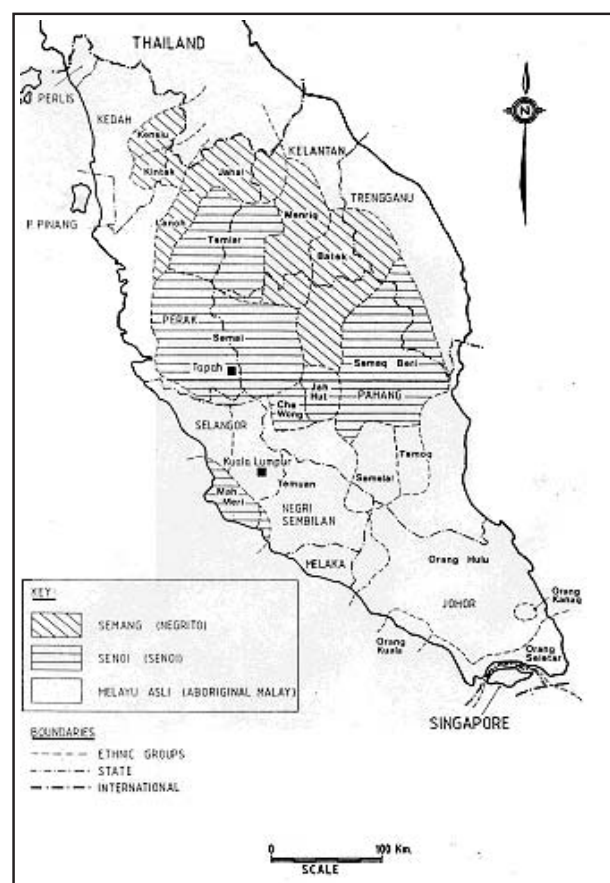 THAILAND
PERLIS
KEDAH
Kensiu
Kintak
Jahai
KELANTAN
TRENGGANU
P. PINANG
Lanoh
Temiar
Menriq
Batek
PERAK
Semai
Tapah
Semaq Beri
Jah
Hut
Che
Wong
PAHANG
SELANGOR
Kuala Lumpur
Temoq
Semelai
Mah
Meri
Temuan
NEGRI
SEMBILAN
MELAKA
Orang Hulu
JOHOR
Orang
Kanaq
Orang
Kuala
Orang
Seletar
SINGAPORE
N
KEY:
SEMANG (NEGRITO)
SENOI (SENOI)
MELAYU ASLI (ABORIGINAL MALAY)
BOUNDARIES
ETHNIC GROUPS
STATE
INTERNATIONAL
0 100 Km.
SCALE